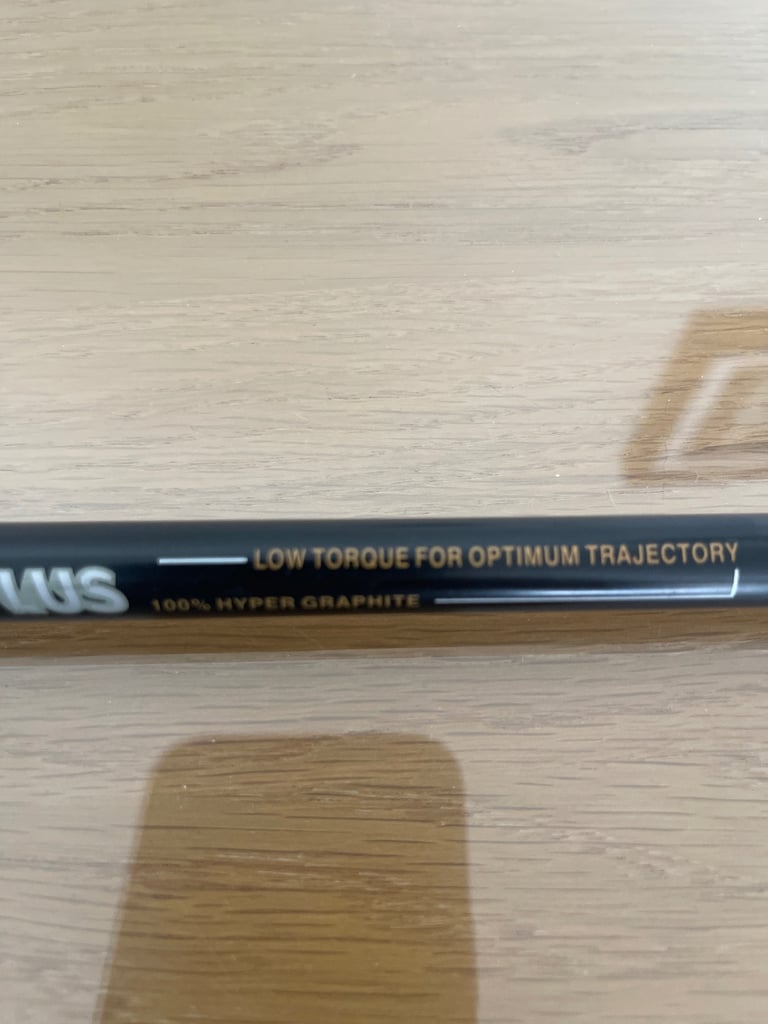 LOW TORQUE FOR OPTIMUM TRAJECTORY
100% HYPER GRAPHITE